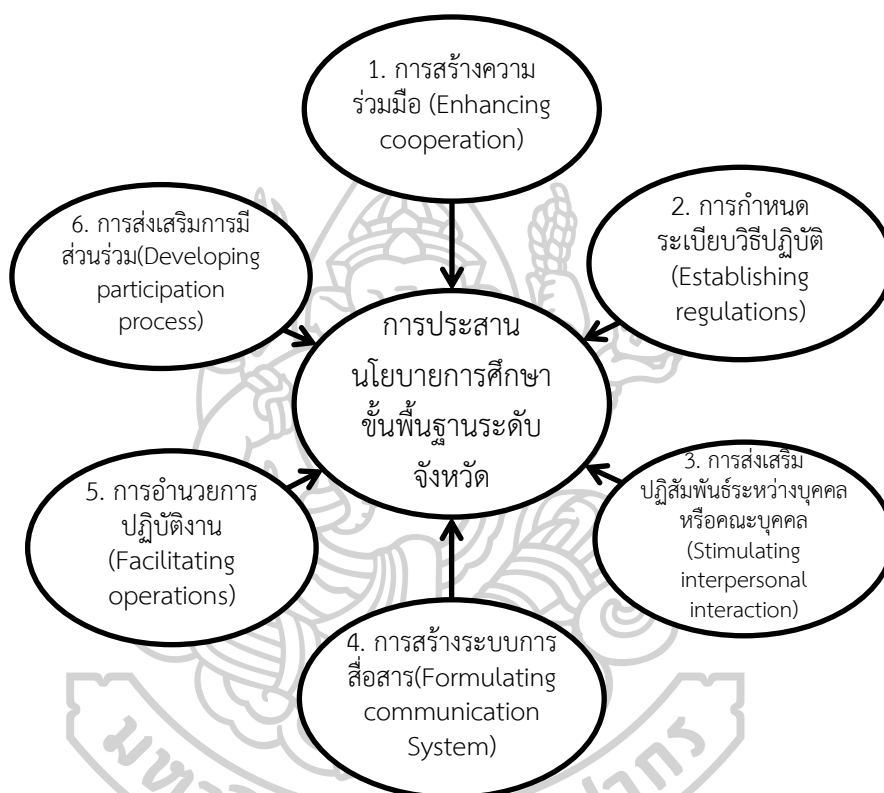 1. การสร้างความ
ร่วมมือ (Enhancing
cooperation)
2. การกำหนด
ระเบียบวิธีปฏิบัติ
(Establishing
regulations)
3. การส่งเสริม
ปฏิสัมพันธ์ระหว่างบุคคล
หรือคณะบุคคล
(Stimulating
interpersonal
interaction)
4. การสร้างระบบการ
สื่อสาร(Formulating
communication
System)
5. การอำนวยการ
ปฏิบัติงาน
(Facilitating
operations)
6. การส่งเสริมการมี
ส่วนร่วม(Developing
participation
process)
การประสาน
นโยบายการศึกษา
ขั้นพื้นฐานระดับ
จังหวัด